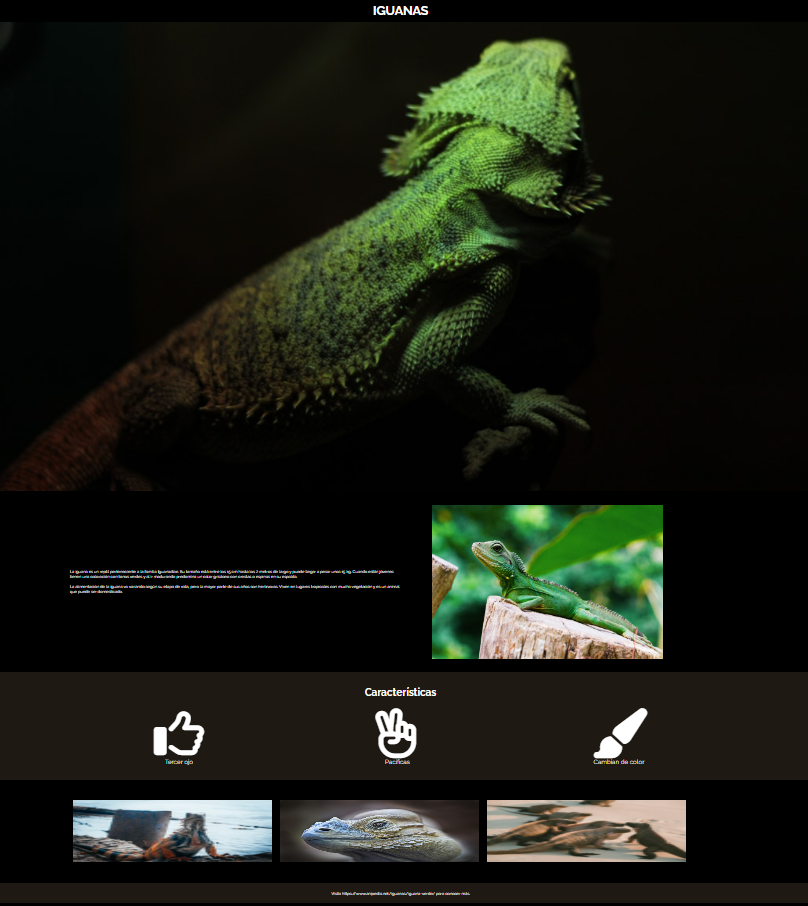 IGUANAS
La iguana es un reptil perteneciente a la familia Iguanidae. Su tamaño está entre los hasta los 2 metros de largo y puede llegar a pesar unos 15 kg. Cuando están jóvenes
tienen una coloración con tonos verdes y al ir madurando predomina un color grisáceo con crestas o espinas en su espalda.
La alimentación de la iguana va variando según su etapa de vida, pero la mayor parte de sus años son herbívoras. Viven en lugares tropicales con mucha vegetación y es un animal
que puede ser domesticado.
Características
Tercer ojo
Pacíficas
Cambian de color
Visita https://www.anipedia.net/iguanas/iguana-verde/ para conocer más.